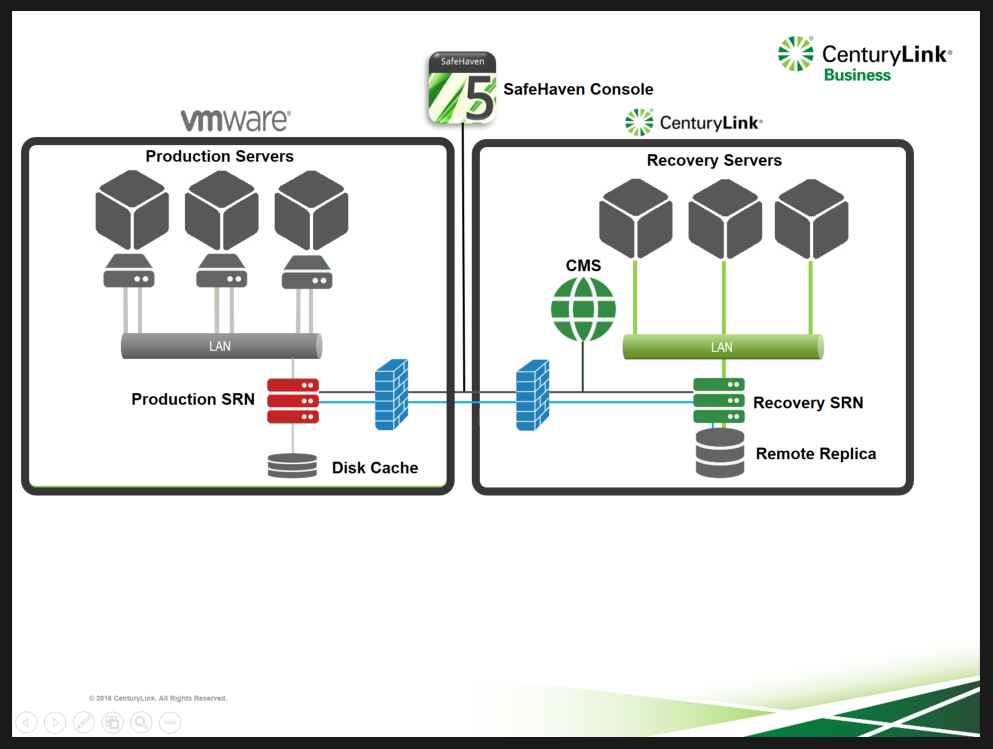 CenturyLink®
Business
SafeHaven
5
SafeHaven Console
vmware®
CenturyLink®
Production Servers
Recovery Servers
CMS
LAN
LAN
Production SRN
Recovery SRN
Disk Cache
Remote Replica
© 2016 CenturyLink. All Rights Reserved.